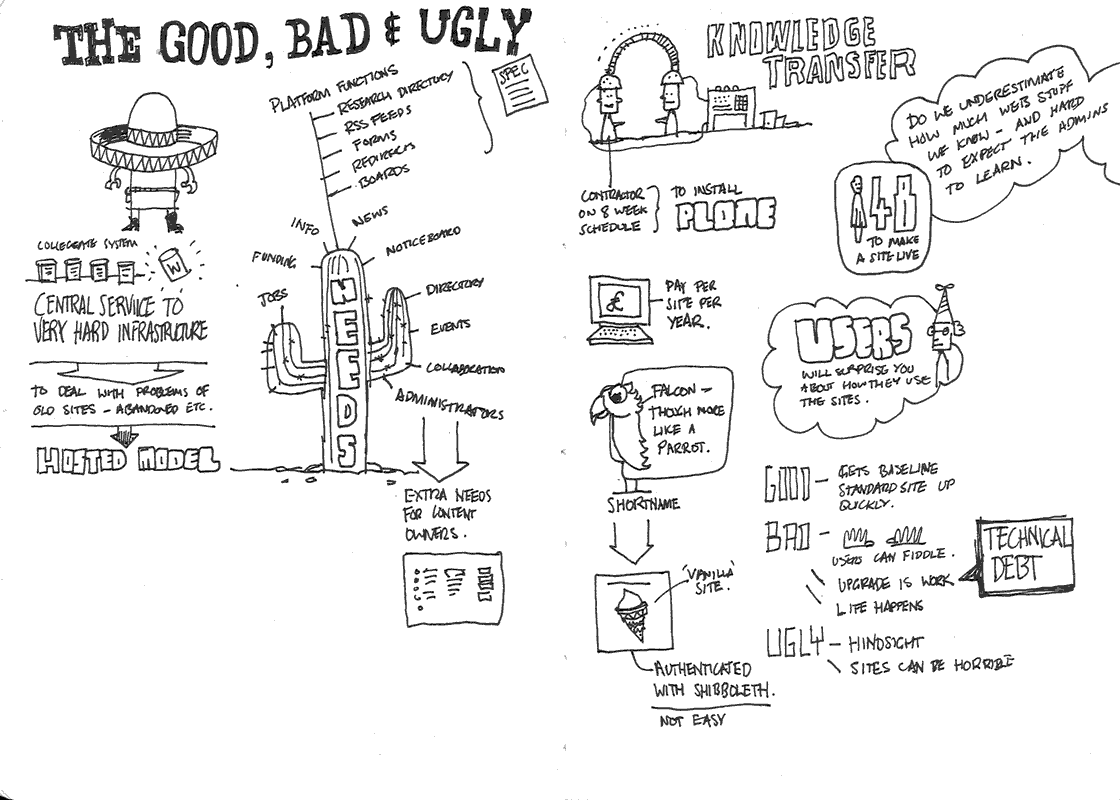 THE GOOD, BAD & UGLY
PLATFORM FUNCTIONS
RESEARCH DIRECTORY
RSS FEEDS
FORMS
REDIRECTS
BOARDS
SPEC
INFO
NEWS
FUNDING
NOTICEBOARD
JOBS
DIRECTORY
EVENTS
COLLABORATION
ADMINISTRATORS
NEEDS
EXTRA NEEDS
FOR CONTENT
OWNERS.
COLLEGIATE SYSTEM
W
CENTRAL SERVICE TO
VERY HARD INFRASTRUCTURE
TO DEAL WITH PROBLEMS OF
OLD SITES - ABANDONED ETC.
HOSTED MODEL
KNOWLEDGE
TRANSFER
CONTRACTOR
ON 8 WEEK
SCHEDULE
TO INSTALL
PLONE
£
PAY PER
SITE PER
YEAR.
FALCON -
THOUGH MORE
LIKE A
PARROT.
SHORTNAME
'VANILLA'
SITE.
AUTHENTICATED
WITH SHIBBOLETH.
NOT EASY
DO WE UNDERESTIMATE
HOW MUCH WEB STUFF
WE KNOW - AND HARD
TO EXPECT THE ADMINS
TO LEARN.
48
TO MAKE
A SITE LIVE
USERS
WILL SURPRISE YOU
ABOUT HOW THEY USE
THE SITES.
GOOD - GETS BASELINE
STANDARD SITE UP
QUICKLY.
BAD -
USERS CAN FIDDLE.
UPGRADE IS WORK
LIFE HAPPENS
TECHNICAL
DEBT
UGLY - HINDSIGHT
SITES CAN BE HORRIBLE